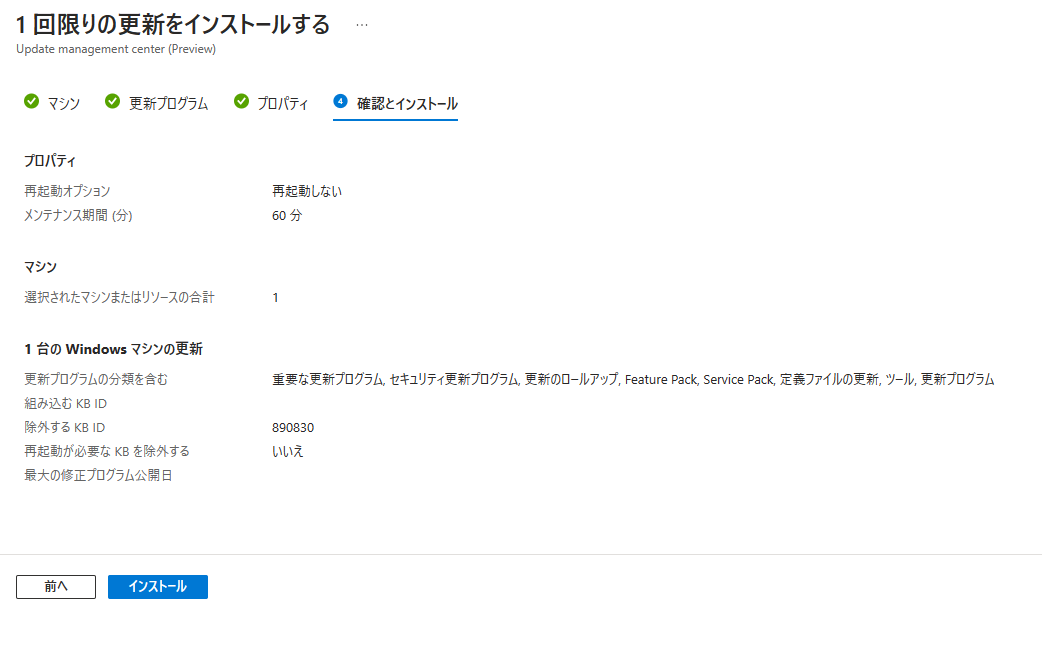 1 回限りの更新をインストールする ...
Update management center (Preview)
マシン 更新プログラム プロパティ 4 確認とインストール
プロパティ
再起動オプション 再起動しない
メンテナンス期間 (分) 60 分
マシン
選択されたマシンまたはリソースの合計 1
1 台の Windows マシンの更新
更新プログラムの分類を含む 重要な更新プログラム, セキュリティ更新プログラム, 更新のロールアップ, Feature Pack, Service Pack, 定義ファイルの更新, ツール, 更新プログラム
組み込む KB ID
除外する KB ID 890830
再起動が必要な KB を除外する いいえ
最大の修正プログラム公開日
前へ インストール